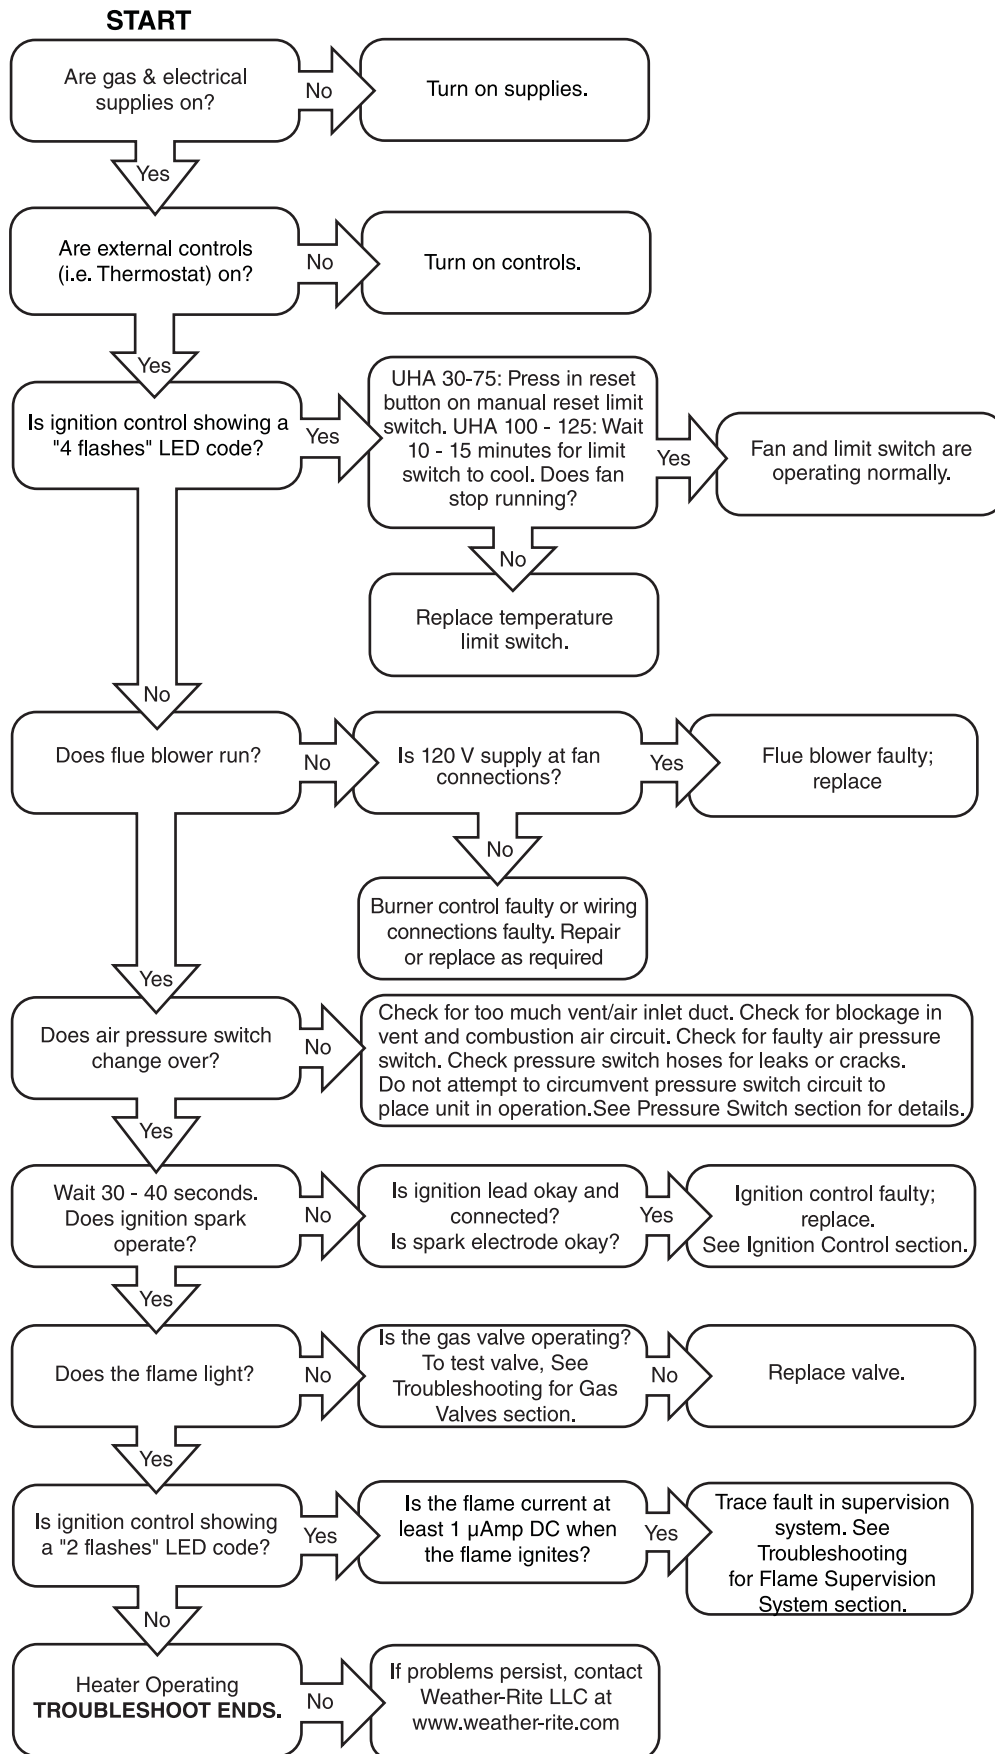 START
Are gas & electrical
supplies on?
No
Turn on supplies.
Yes
Are external controls
(i.e. Thermostat) on?
No
Turn on controls.
Yes
Is ignition control showing a
"4 flashes" LED code?
Yes
UHA 30-75: Press in reset
button on manual reset limit
switch. UHA 100 - 125: Wait
10 - 15 minutes for limit
switch to cool. Does fan
stop running?
Yes
Fan and limit switch are
operating normally.
No
Replace temperature
limit switch.
No
Does flue blower run?
No
Is 120 V supply at fan
connections?
Yes
Flue blower faulty;
replace
No
Burner control faulty or wiring
connections faulty. Repair
or replace as required
Yes
Does air pressure switch
change over?
No
Check for too much vent/air inlet duct. Check for blockage in
vent and combustion air circuit. Check for faulty air pressure
switch. Check pressure switch hoses for leaks or cracks.
Do not attempt to circumvent pressure switch circuit to
place unit in operation.See Pressure Switch section for details.
Yes
Wait 30 - 40 seconds.
Does ignition spark
operate?
No
Is ignition lead okay and
connected?
Is spark electrode okay?
Yes
Ignition control faulty;
replace.
See Ignition Control section.
Yes
Does the flame light?
No
Is the gas valve operating?
To test valve, See
Troubleshooting for Gas
Valves section.
No
Replace valve.
Yes
Is ignition control showing
a "2 flashes" LED code?
Yes
Is the flame current at
least 1 µAmp DC when
the flame ignites?
Yes
Trace fault in supervision
system. See
Troubleshooting
for Flame Supervision
System section.
No
Heater Operating
TROUBLESHOOT ENDS.
No
If problems persist, contact
Weather-Rite LLC at
www.weather-rite.com